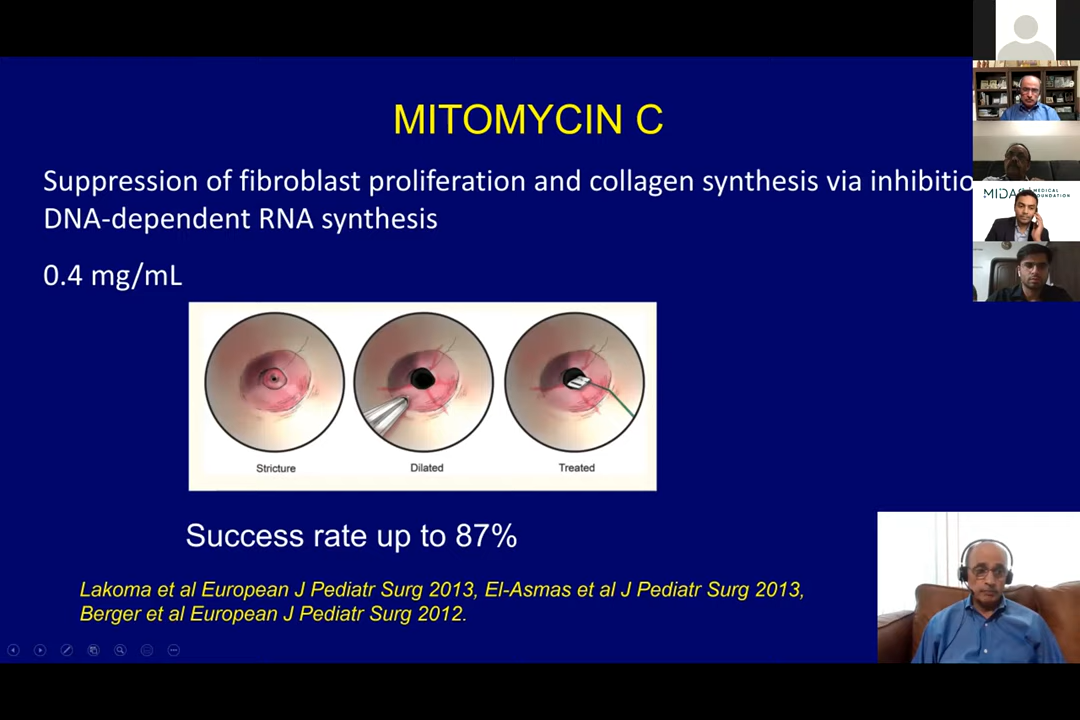 MITOMYCIN C
Suppression of fibroblast proliferation and collagen synthesis via inhibitio
DNA-dependent RNA synthesis
0.4 mg/mL
Stricture
Dilated
Treated
Success rate up to 87%
Lakoma et al European J Pediatr Surg 2013, El-Asmas et al J Pediatr Surg 2013,
Berger et al European J Pediatr Surg 2012.
MEDICAL